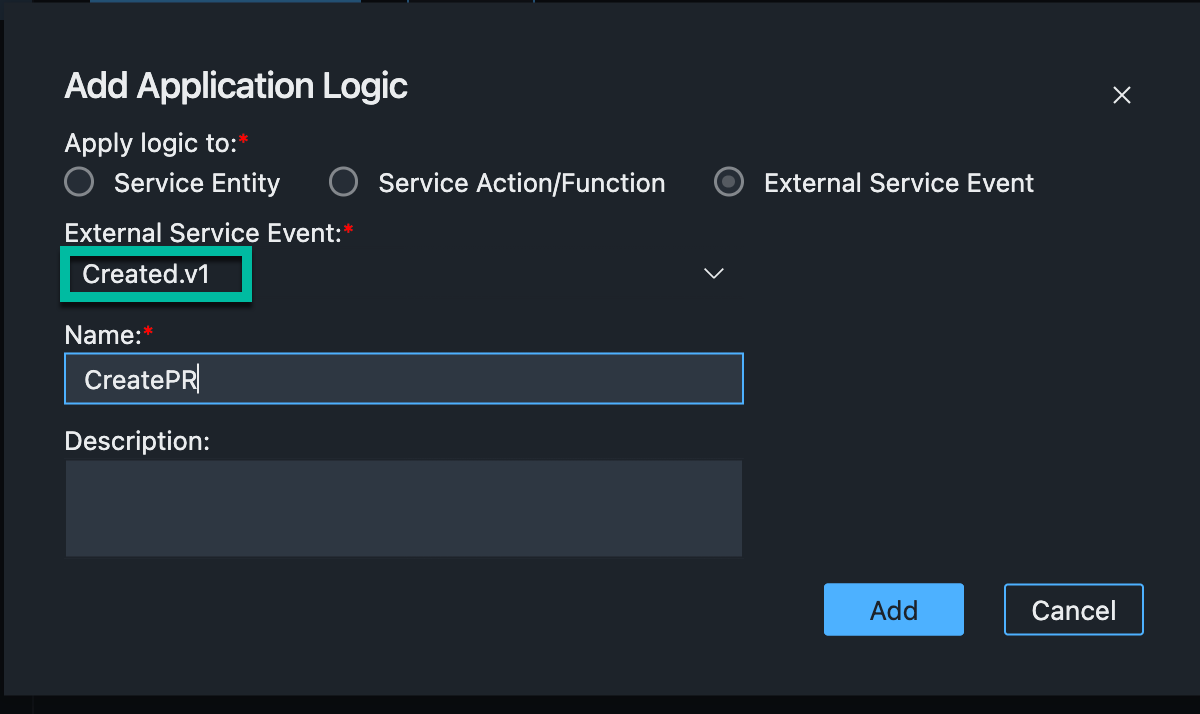 Add Application Logic
Apply logic to:*
Service Entity Service Action/Function External Service Event
External Service Event:*
Created.v1
Name:*
CreatePR
Description:
Add Cancel